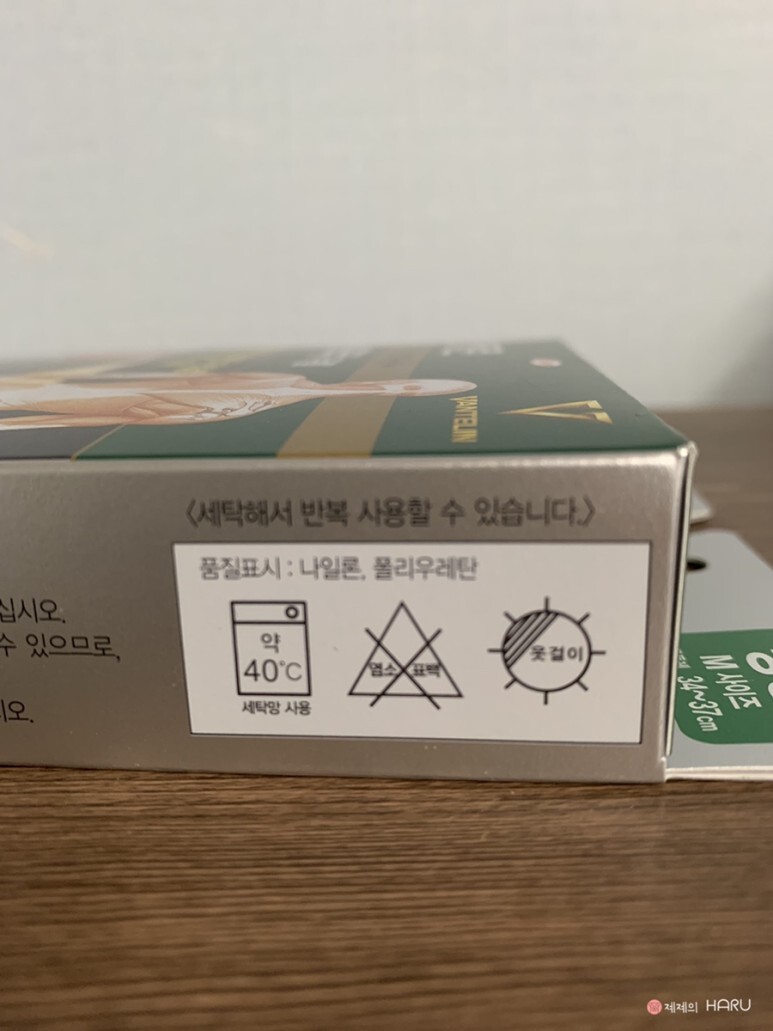 VANTELIN
<세탁해서 반복 사용할 수 있습니다.>
품질표시 : 나일론, 폴리우레탄
약
40℃
세탁망 사용
염소 표백
옷걸이
십시오.
수 있으므로,
시오.
M 사이즈
34~37cm
제제의 HARU